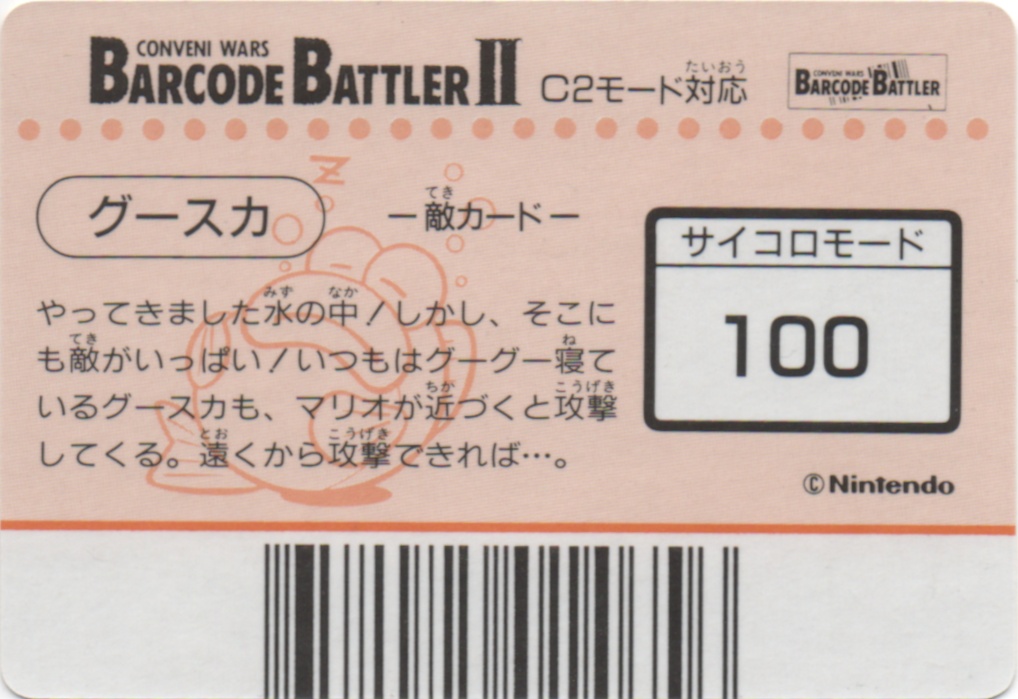 CONVENI WARS
BARCODE BATTLER II C2モード対応
たいおう
CONVENI WARS
BARCODE BATTLER
Z
グースカ
てき
ー敵カードー
サイコロモード
100
みず なか
やってきました水の中！しかし、そこに
てき ね
も敵がいっぱい！いつもはグーグー寝て
ちか こうげき
いるグースカも、マリオが近づくと攻撃
とお こうげき
してくる。遠くから攻撃できれば…。
©Nintendo